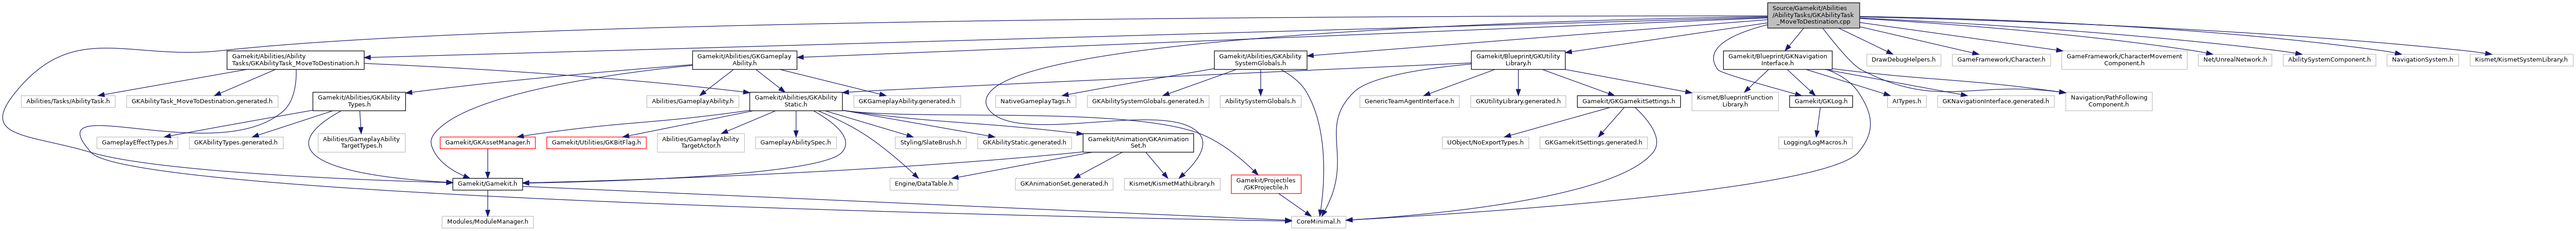 Source/Gamekit/Abilities
/AbilityTasks/GKAbilityTask
_MoveToDestination.cpp
Gamekit/Abilities/Ability
Tasks/GKAbilityTask_MoveToDestination.h
Gamekit/Abilities/GKGameplay
Ability.h
Gamekit/Abilities/GKAbility
SystemGlobals.h
Gamekit/Blueprint/GKUtility
Library.h
Gamekit/Blueprint/GKNavigation
Interface.h
DrawDebugHelpers.h
GameFramework/Character.h
GameFramework/CharacterMovement
Component.h
Net/UnrealNetwork.h
AbilitySystemComponent.h
NavigationSystem.h
Kismet/KismetSystemLibrary.h
Abilities/Tasks/AbilityTask.h
GKAbilityTask_MoveToDestination.generated.h
Gamekit/Abilities/GKAbility
Types.h
Abilities/GameplayAbility.h
Gamekit/Abilities/GKAbility
Static.h
GKGameplayAbility.generated.h
NativeGameplayTags.h
GKAbilitySystemGlobals.generated.h
AbilitySystemGlobals.h
GenericTeamAgentInterface.h
GKUtilityLibrary.generated.h
Gamekit/GKGamekitSettings.h
Kismet/BlueprintFunction
Library.h
Gamekit/GKLog.h
AITypes.h
GKNavigationInterface.generated.h
Navigation/PathFollowing
Component.h
GameplayEffectTypes.h
GKAbilityTypes.generated.h
Abilities/GameplayAbility
TargetTypes.h
Gamekit/GKAssetManager.h
Gamekit/Utilities/GKBitFlag.h
Abilities/GameplayAbility
TargetActor.h
GameplayAbilitySpec.h
Styling/SlateBrush.h
GKAbilityStatic.generated.h
Gamekit/Animation/GKAnimation
Set.h
UObject/NoExportTypes.h
GKGamekitSettings.generated.h
Logging/LogMacros.h
Gamekit/Gamekit.h
Engine/DataTable.h
GKAnimationSet.generated.h
Kismet/KismetMathLibrary.h
Gamekit/Projectiles
/GKProjectile.h
Modules/ModuleManager.h
CoreMinimal.h